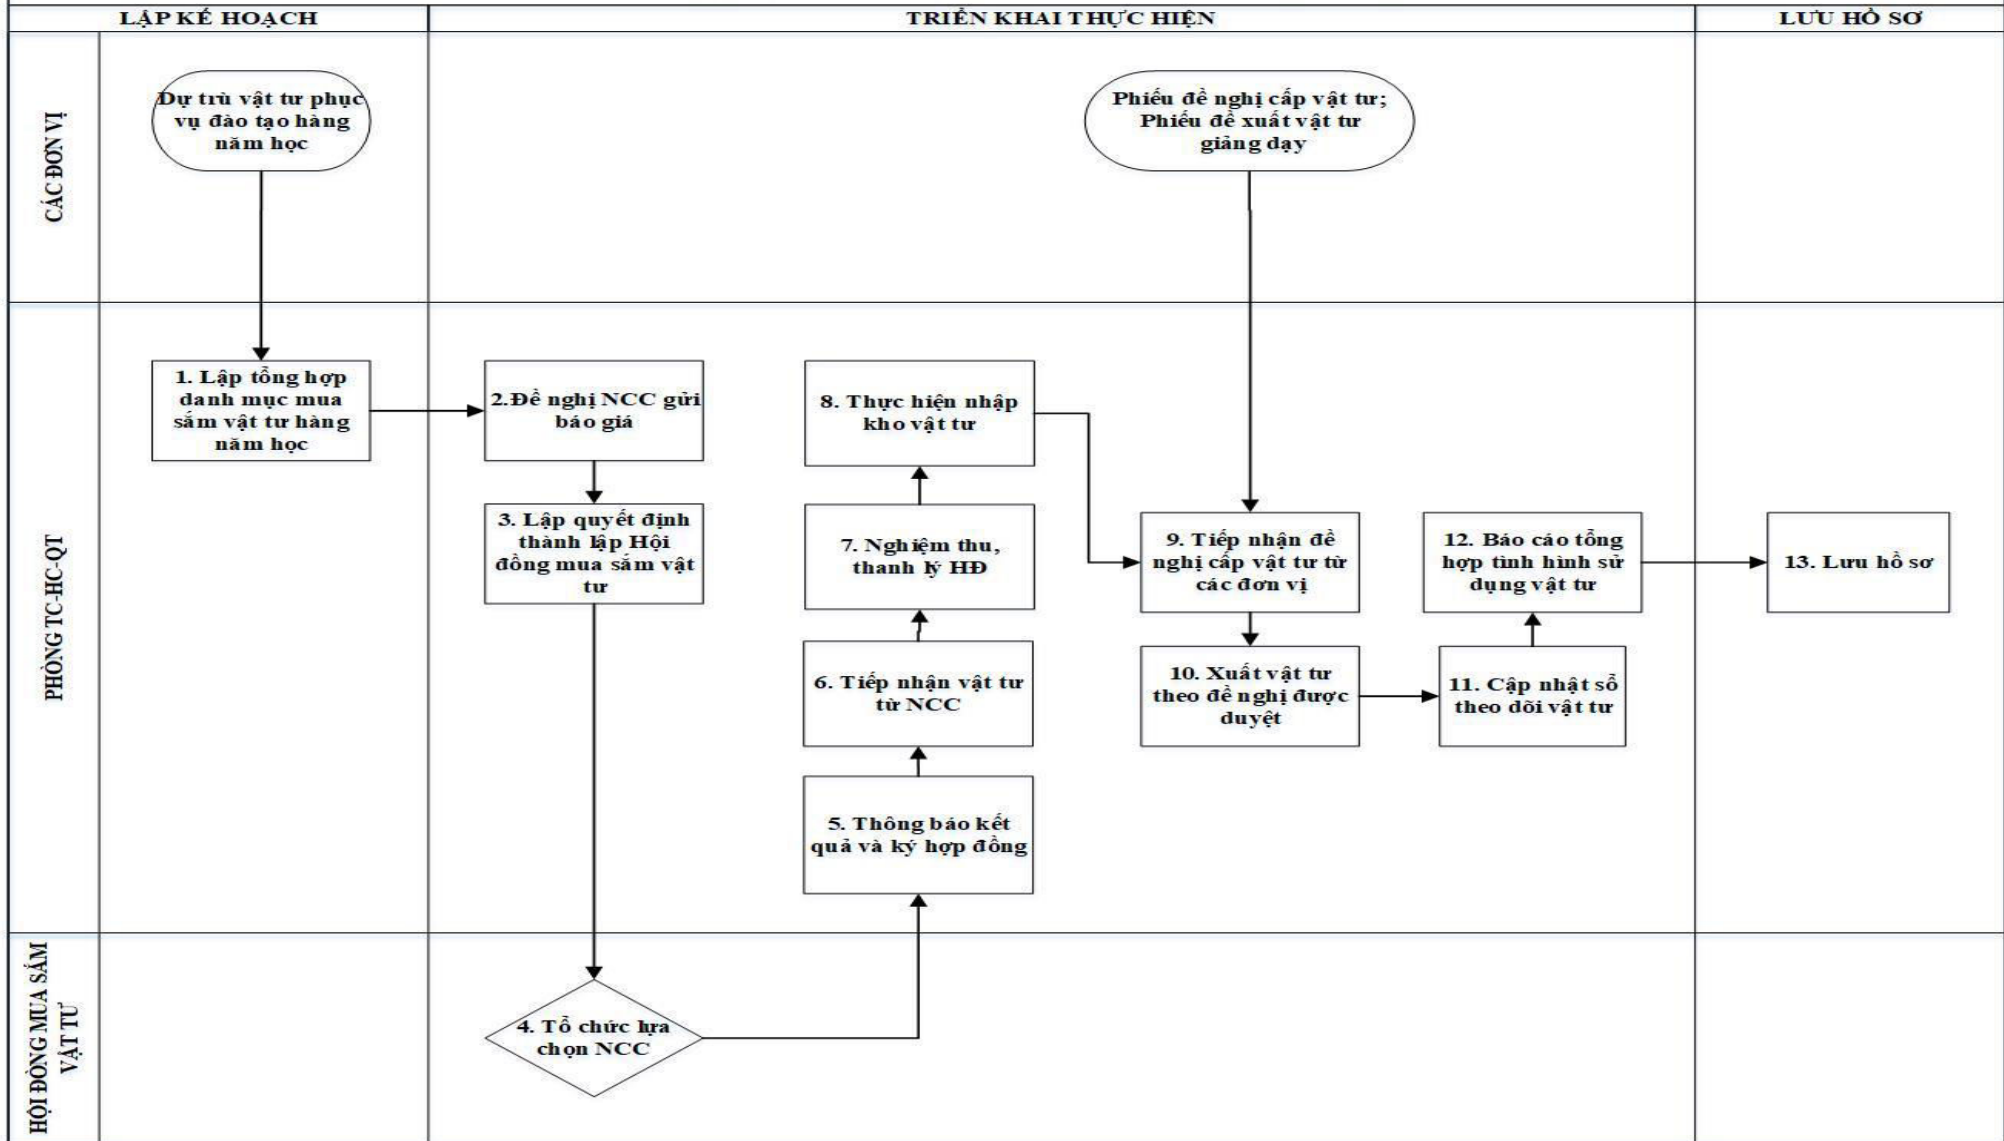 LẬP KẾ HOẠCH
TRIỂN KHAI THỰC HIỆN
LƯU HỒ SƠ
CÁC ĐƠN VỊ
Dự trù vật tư phục
vụ đào tạo hàng
năm học
Phiếu đề nghị cấp vật tư;
Phiếu đề xuất vật tư
giảng dạy
PHÒNG TC-HC-QT
1. Lập tổng hợp
danh mục mua
sắm vật tư hàng
năm học
2.Đề nghị NCC gửi
báo giá
3. Lập quyết định
thành lập Hội
đồng mua sắm vật
tư
8. Thực hiện nhập
kho vật tư
7. Nghiệm thu,
thanh lý HĐ
6. Tiếp nhận vật tư
từ NCC
5. Thông báo kết
quả và ký hợp đồng
9. Tiếp nhận đề
nghị cấp vật tư từ
các đơn vị
10. Xuất vật tư
theo đề nghị được
duyệt
12. Báo cáo tổng
hợp tình hình sử
dụng vật tư
11. Cập nhật sổ
theo dõi vật tư
13. Lưu hồ sơ
HỘI ĐỒNG MUA SẮM
VẬT TƯ
4. Tổ chức lựa
chọn NCC